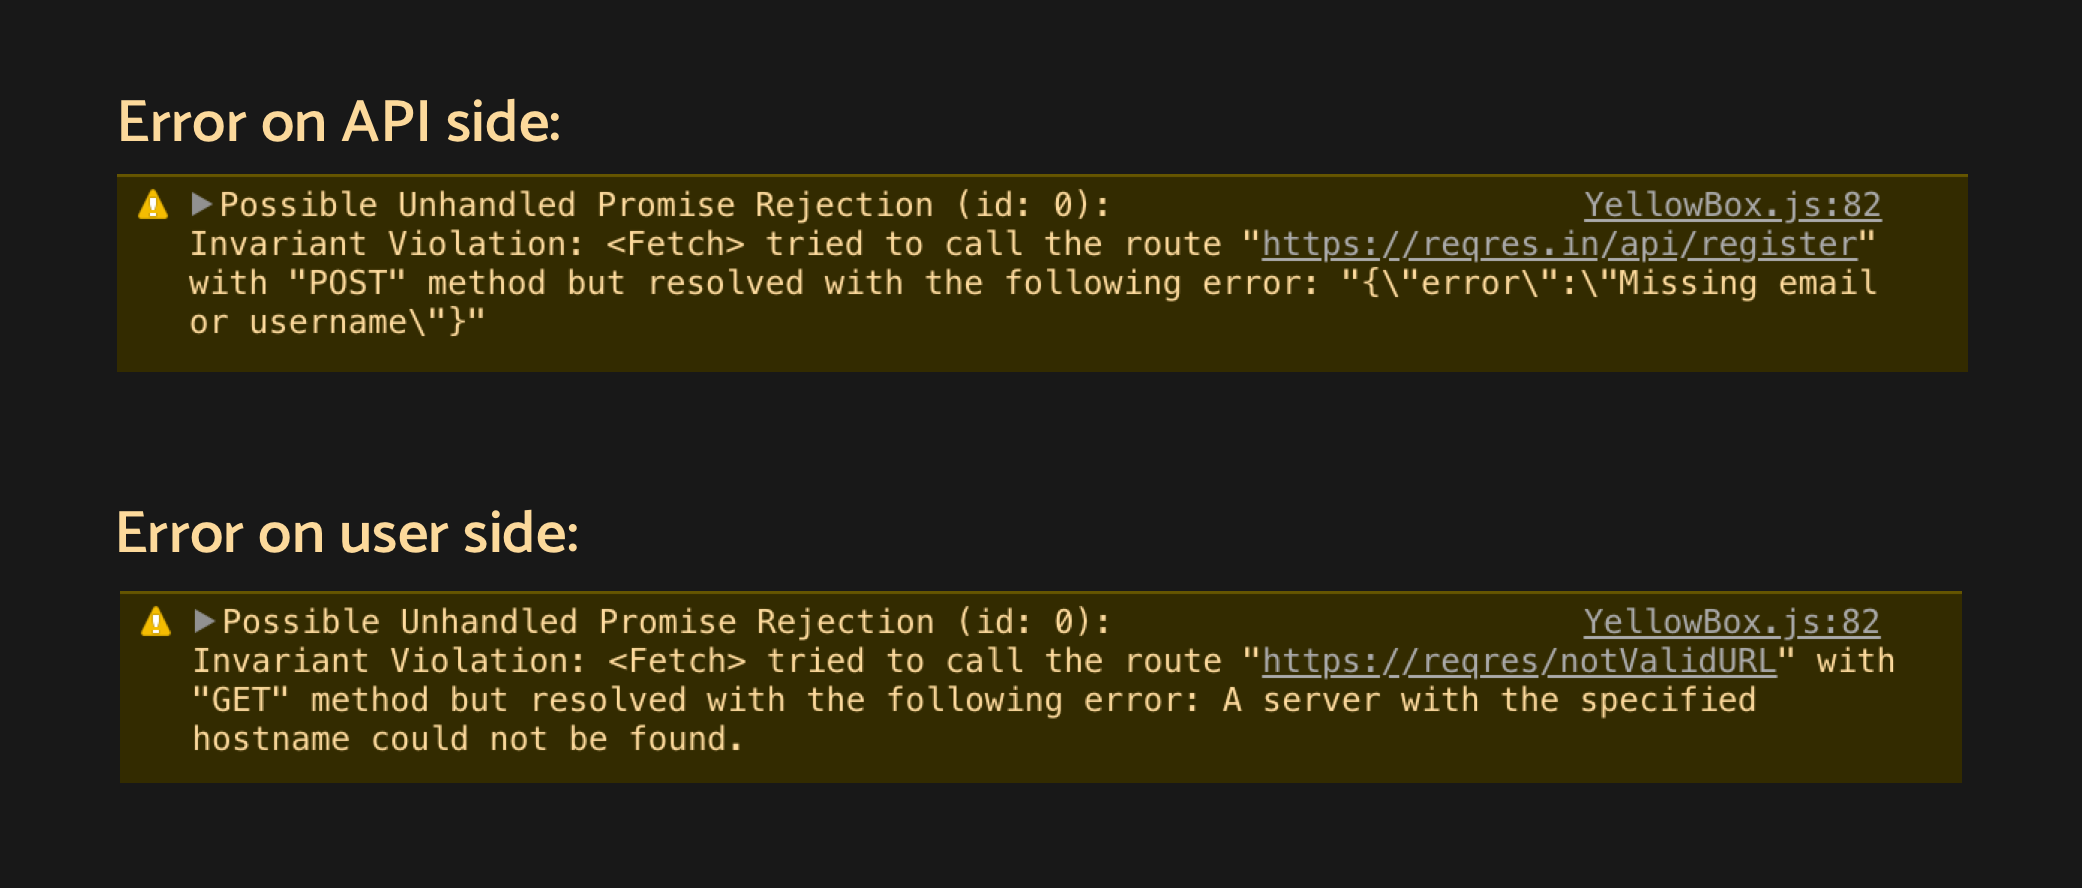 Error on API side:
Possible Unhandled Promise Rejection (id: 0): YellowBox.js:82
Invariant Violation: <Fetch> tried to call the route "https://reqres.in/api/register"
with "POST" method but resolved with the following error: "{\"error\":\"Missing email
or username\"}"
Error on user side:
Possible Unhandled Promise Rejection (id: 0): YellowBox.js:82
Invariant Violation: <Fetch> tried to call the route "https://reqres/notValidURL" with
"GET" method but resolved with the following error: A server with the specified
hostname could not be found.